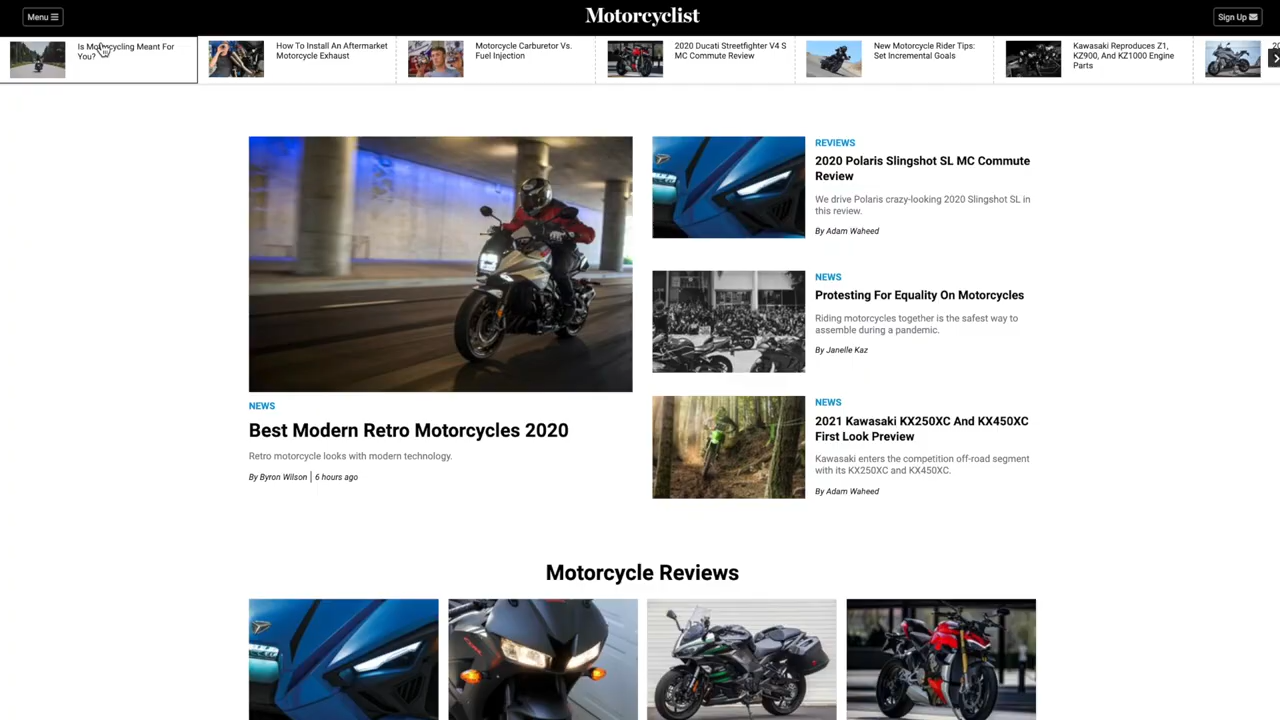 Menu
Motorcyclist
Sign Up
Is Motorcycling Meant For
You?
How To Install An Aftermarket
Motorcycle Exhaust
Motorcycle Carburetor Vs.
Fuel Injection
2020 Ducati Streetfighter V4 S
MC Commute Review
New Motorcycle Rider Tips:
Set Incremental Goals
Kawasaki Reproduces Z1,
KZ900, And KZ1000 Engine
Parts
NEWS
Best Modern Retro Motorcycles 2020
Retro motorcycle looks with modern technology.
By Byron Wilson | 6 hours ago
REVIEWS
2020 Polaris Slingshot SL MC Commute
Review
We drive Polaris crazy-looking 2020 Slingshot SL in
this review.
By Adam Waheed
NEWS
Protesting For Equality On Motorcycles
Riding motorcycles together is the safest way to
assemble during a pandemic.
By Janelle Kaz
NEWS
2021 Kawasaki KX250XC And KX450XC
First Look Preview
Kawasaki enters the competition off-road segment
with its KX250XC and KX450XC.
By Adam Waheed
Motorcycle Reviews